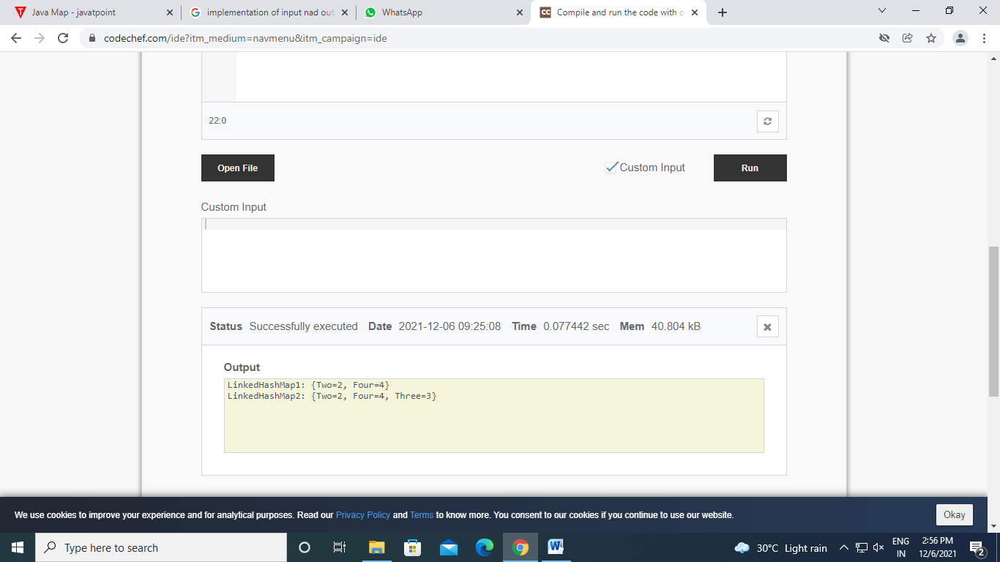 Java Map - javatpoint
implementation of input nad out
WhatsApp
CC Compile and run the code with o
codechef.com/ide?itm_medium=navmenu&itm_campaign=ide
22:0
Open File
Custom Input
Run
Custom Input
Status Successfully executed Date 2021-12-06 09:25:08 Time 0.077442 sec Mem 40.804 kB
Output
LinkedHashMap1: {Two=2, Four=4}
LinkedHashMap2: {Two=2, Four=4, Three=3}
We use cookies to improve your experience and for analytical purposes. Read our Privacy Policy and Terms to know more. You consent to our cookies if you continue to use our website.
Okay
Type here to search
30°C Light rain
ENG
IN
2:56 PM
12/6/2021
2